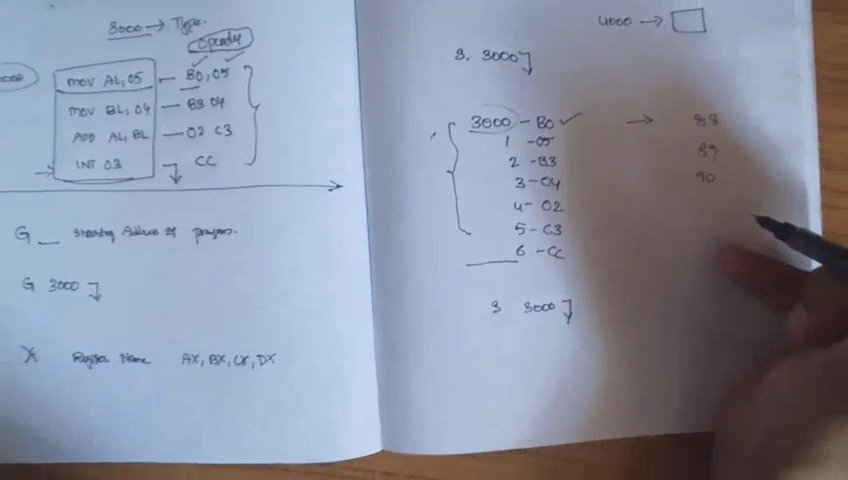 3000 → Type.
Opcode
MOV AL, 05 — B0, 05
MOV BL, 04 — B3 04
ADD AL, BL — 02 C3
INT 03 CC
G _ Starting Address of program.
G 3000
X Register Name AX, BX, CX, DX
4000 →
S. 3000
3000 - B0 → 88
1 - 05 89
2 - B3 90
3 - 04
4 - 02
5 - C3
6 - CC
S 3000